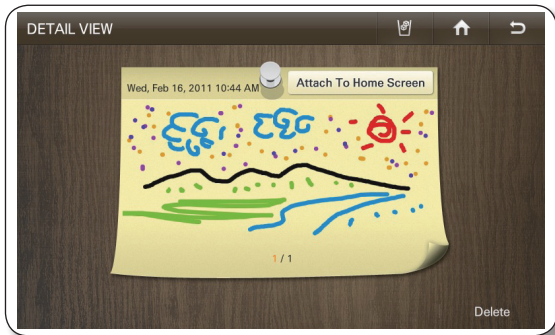 DETAIL VIEW
Wed, Feb 16, 2011 10:44 AM
Attach To Home Screen
1 / 1
Delete